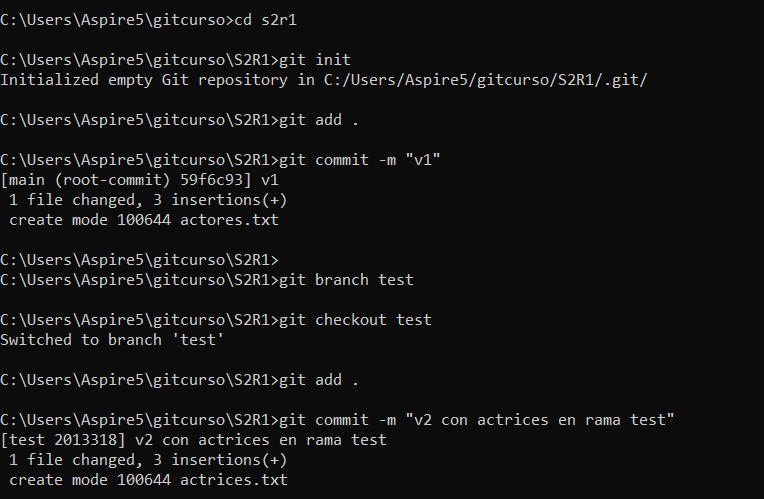 C:\Users\Aspire5\gitcurso>cd s2r1
C:\Users\Aspire5\gitcurso\S2R1>git init
Initialized empty Git repository in C:/Users/Aspire5/gitcurso/S2R1/.git/
C:\Users\Aspire5\gitcurso\S2R1>git add .
C:\Users\Aspire5\gitcurso\S2R1>git commit -m "v1"
[main (root-commit) 59f6c93] v1
 1 file changed, 3 insertions(+)
 create mode 100644 actores.txt
C:\Users\Aspire5\gitcurso\S2R1>
C:\Users\Aspire5\gitcurso\S2R1>git branch test
C:\Users\Aspire5\gitcurso\S2R1>git checkout test
Switched to branch 'test'
C:\Users\Aspire5\gitcurso\S2R1>git add .
C:\Users\Aspire5\gitcurso\S2R1>git commit -m "v2 con actrices en rama test"
[test 2013318] v2 con actrices en rama test
 1 file changed, 3 insertions(+)
 create mode 100644 actrices.txt